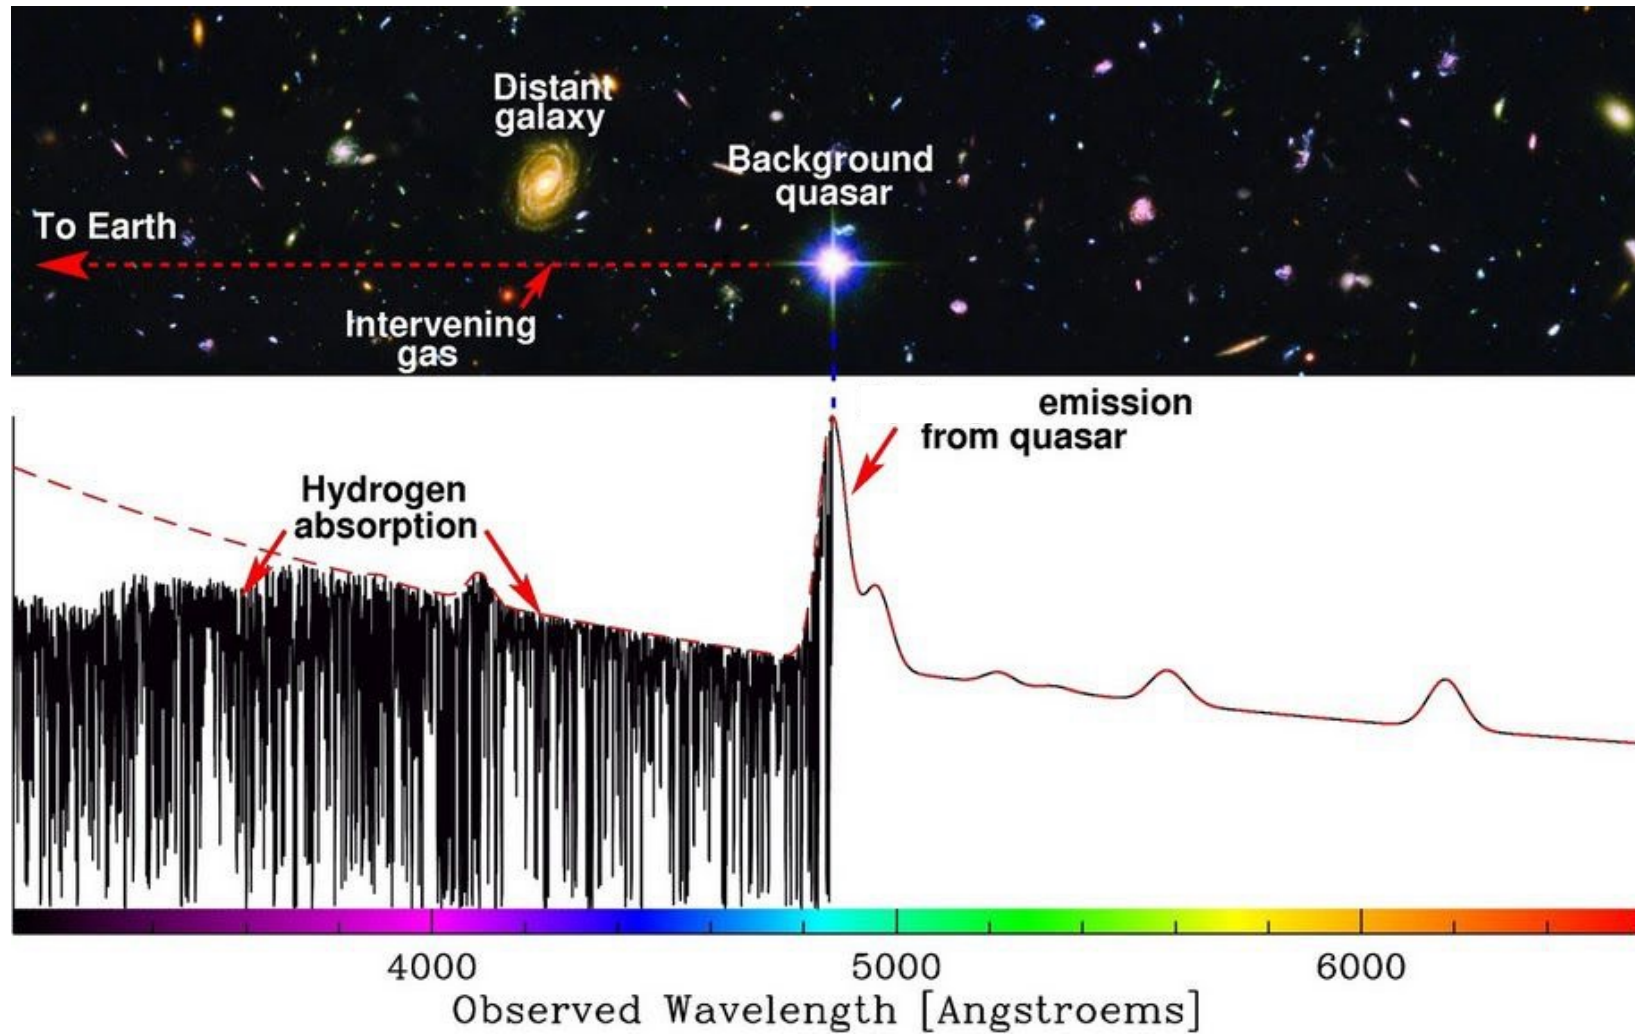 Distant
galaxy
Background
quasar
To Earth
Intervening
gas
emission
from quasar
Hydrogen
absorption
4000
5000
6000
Observed Wavelength [Angstroems]